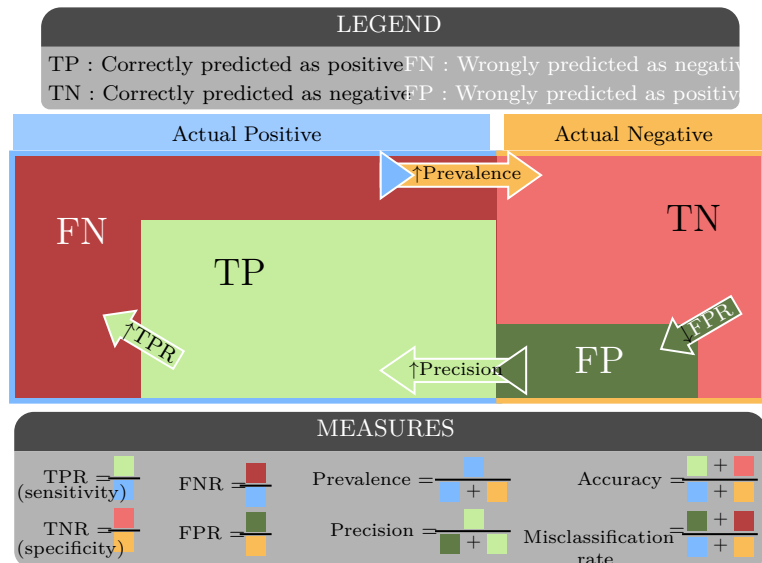 LEGEND
TP : Correctly predicted as positive FN : Wrongly predicted as negativ
TN : Correctly predicted as negative FP : Wrongly predicted as positiv
Actual Positive Actual Negative
↑Prevalence
FN TN
TP
↑TPR ↓FPR
↑Precision FP
MEASURES
TPR = FNR = Prevalence = + Accuracy = + +
(sensitivity)
TNR = FPR = Precision = + Misclassification = + +
(specificity) rate